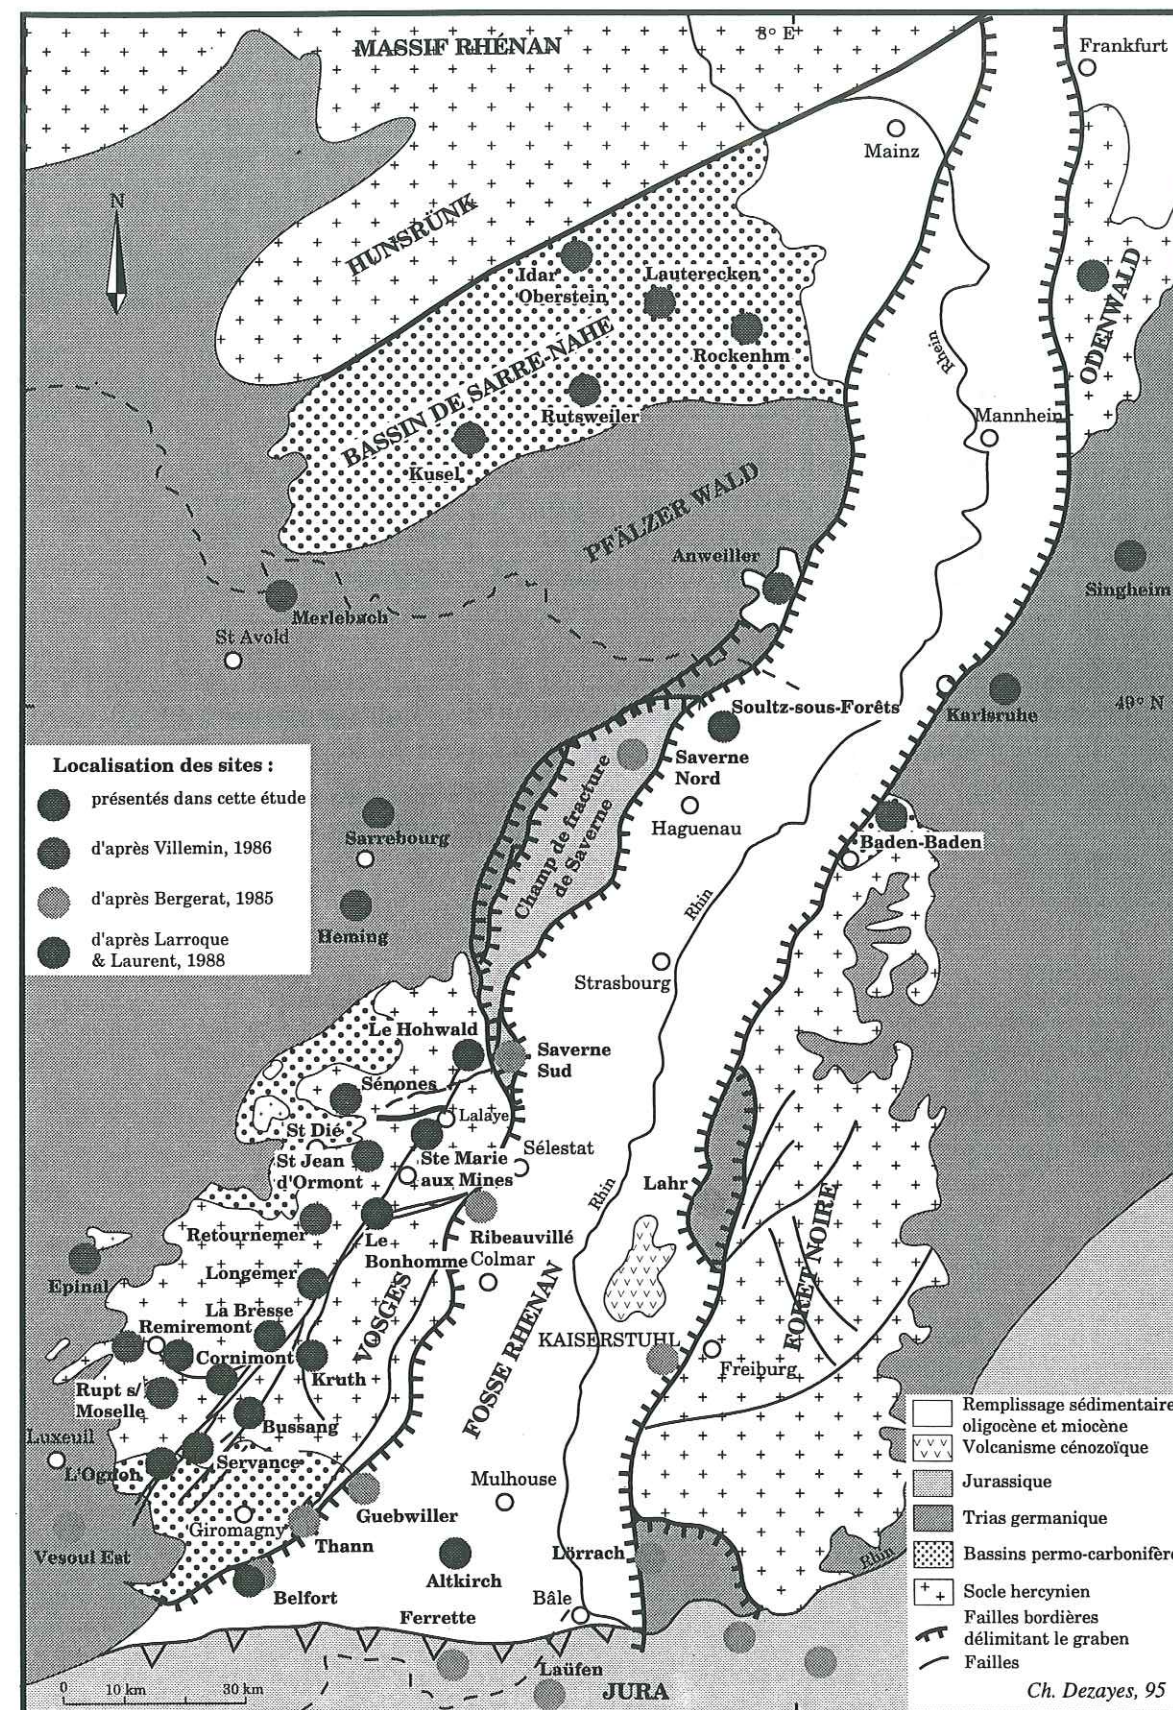 MASSIF RHÉNAN
8° E
Frankfurt
Mainz
N
HUNSRÜNK
Idar
Oberstein
Lauterecken
Rockenhm
ODENWALD
BASSIN DE SARRE-NAHE
Rhein
Rutsweiler
Mannhein
Kusel
PFÄLZER WALD
Anweiller
Singheim
Merlebach
St Avold
Soultz-sous-Forêts
Karlsruhe
49° N
Localisation des sites :
présentés dans cette étude
d'après Villemin, 1986
d'après Bergerat, 1985
d'après Larroque
& Laurent, 1988
Saverne
Nord
Champ de fracture
de Saverne
Haguenau
Sarrebourg
Baden-Baden
Heming
Rhin
Strasbourg
Le Hohwald
Saverne
Sud
Sénones
Lalaye
St Dié
St Jean
d'Ormont
Ste Marie
aux Mines
Sélestat
Lahr
Rhin
Retournemer
Le
Bonhomme
Ribeauvillé
Colmar
Epinal
Longemer
VOSGES
FORET NOIRE
La Bresse
Remiremont
Cornimont
Kruth
FOSSE RHENAN
KAISERSTUHL
Freiburg
Rupt s/
Moselle
Bussang
Luxeuil
L'Ognon
Servance
Mulhouse
Giromagny
Guebwiller
Thann
Vesoul Est
Belfort
Altkirch
Lörrach
Rhin
Ferrette
Bâle
Laüfen
JURA
0 10 km 30 km
Remplissage sédimentaire
oligocène et miocène
Volcanisme cénozoïque
Jurassique
Trias germanique
Bassins permo-carbonifère
Socle hercynien
Failles bordières
délimitant le graben
Failles
Ch. Dezayes, 95